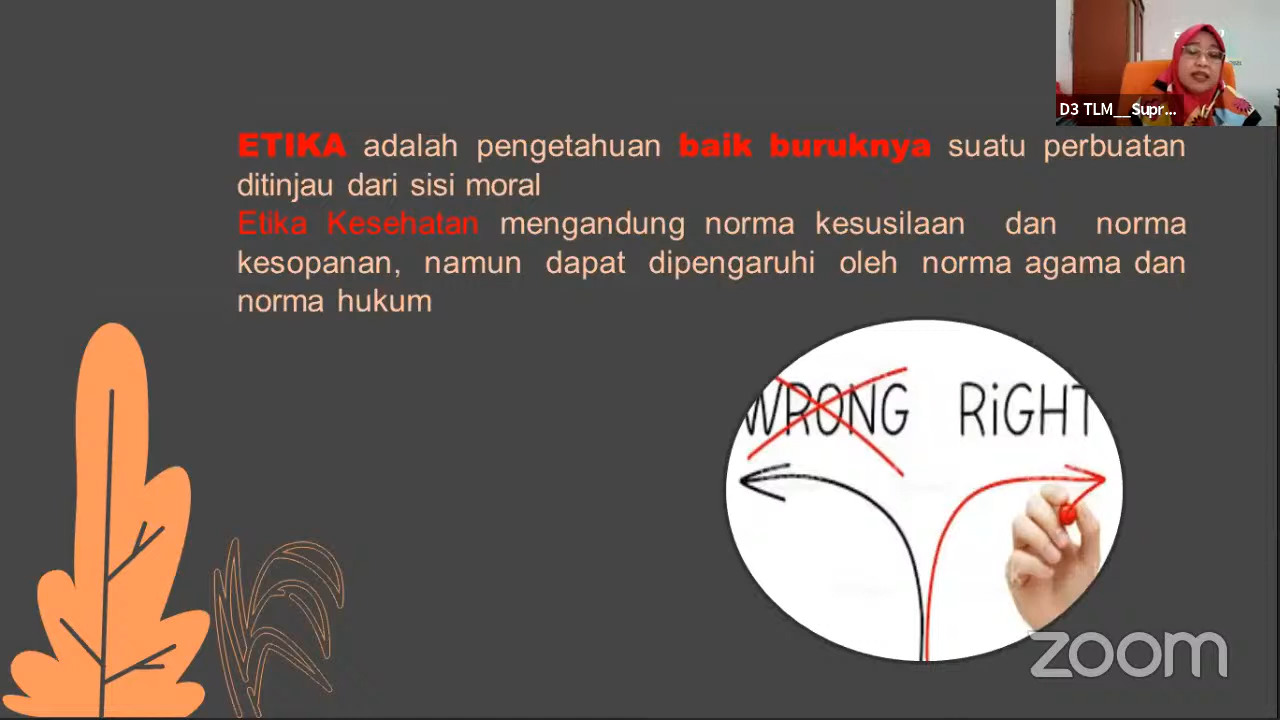 D3 TLM__Supr...
ETIKA adalah pengetahuan baik buruknya suatu perbuatan
ditinjau dari sisi moral
Etika Kesehatan mengandung norma kesusilaan dan norma
kesopanan, namun dapat dipengaruhi oleh norma agama dan
norma hukum
WRONG RiGHT
zoom